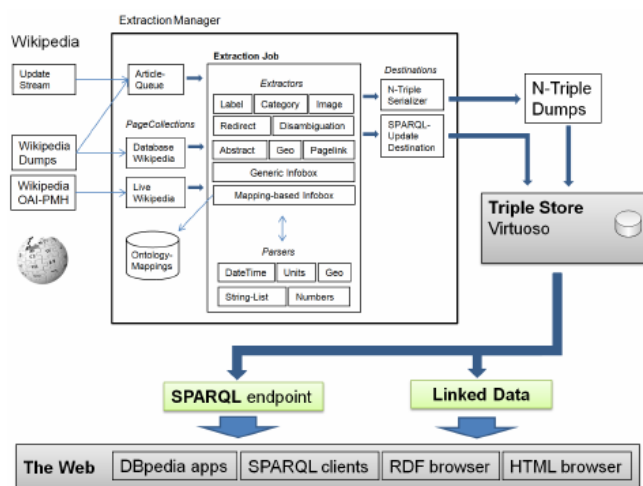 Extraction Manager
Wikipedia
Update
Stream
Wikipedia
Dumps
Wikipedia
OAI-PMH
Article-
Queue
PageCollections
Database
Wikipedia
Live
Wikipedia
Ontology-
Mappings
Extraction Job
Extractors
Label Category Image
Redirect Disambiguation
Abstract Geo Pagelink
Generic Infobox
Mapping-based Infobox
Parsers
DateTime Units Geo
String-List Numbers
Destinations
N-Triple
Serializer
SPARQL-
Update
Destination
N-Triple
Dumps
Triple Store
Virtuoso
SPARQL endpoint
Linked Data
The Web DBpedia apps SPARQL clients RDF browser HTML browser